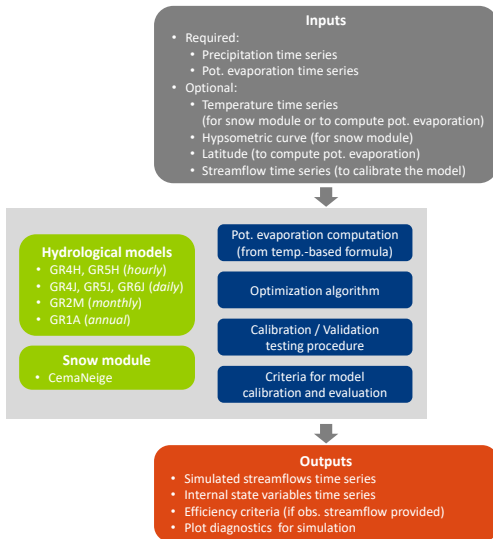 Inputs
• Required:
• Precipitation time series
• Pot. evaporation time series
• Optional:
• Temperature time series
(for snow module or to compute pot. evaporation)
• Hypsometric curve (for snow module)
• Latitude (to compute pot. evaporation)
• Streamflow time series (to calibrate the model)
Hydrological models
• GR4H, GR5H (hourly)
• GR4J, GR5J, GR6J (daily)
• GR2M (monthly)
• GR1A (annual)
Snow module
• CemaNeige
Pot. evaporation computation
(from temp.-based formula)
Optimization algorithm
Calibration / Validation
testing procedure
Criteria for model
calibration and evaluation
Outputs
• Simulated streamflows time series
• Internal state variables time series
• Efficiency criteria (if obs. streamflow provided)
• Plot diagnostics for simulation